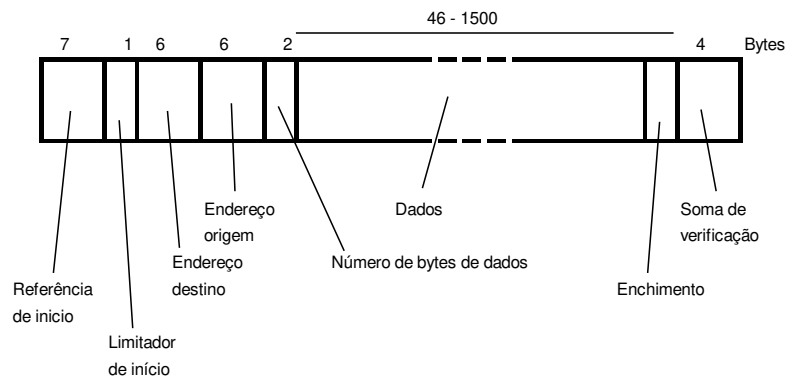 46 - 1500
7 1 6 6 2 4 Bytes
Endereço
origem
Dados
Soma de
verificação
Endereço
destino
Número de bytes de dados
Referência
de inicio
Enchimento
Limitador
de início